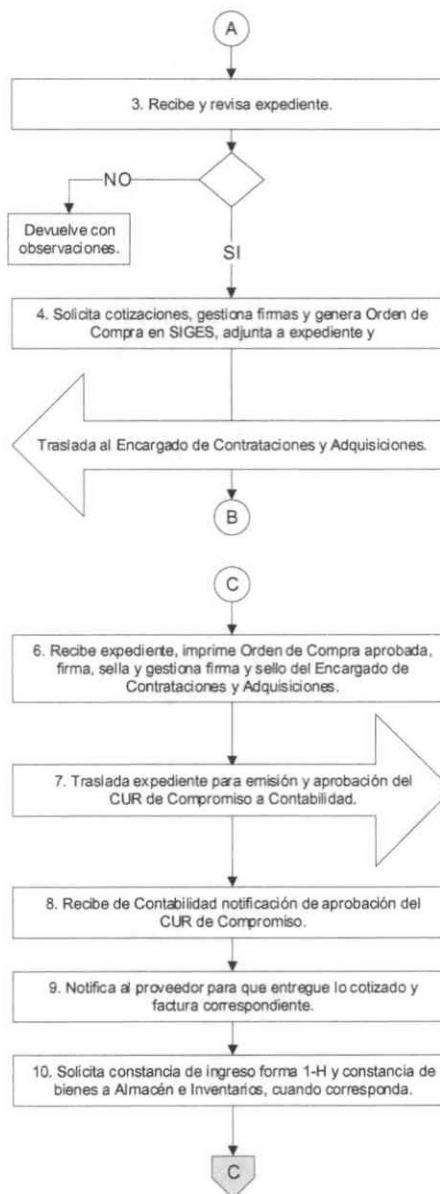 A
3. Recibe y revisa expediente.
NO
Devuelve con
observaciones.
SI
4. Solicita cotizaciones, gestiona firmas y genera Orden de
Compra en SIGES, adjunta a expediente y
Traslada al Encargado de Contrataciones y Adquisiciones.
B
C
6. Recibe expediente, imprime Orden de Compra aprobada,
firma, sella y gestiona firma y sello del Encargado de
Contrataciones y Adquisiciones.
7. Traslada expediente para emisión y aprobación del
CUR de Compromiso a Contabilidad.
8. Recibe de Contabilidad notificación de aprobación del
CUR de Compromiso.
9. Notifica al proveedor para que entregue lo cotizado y
factura correspondiente.
10. Solicita constancia de ingreso forma 1-H y constancia de
bienes a Almacén e Inventarios, cuando corresponda.
C